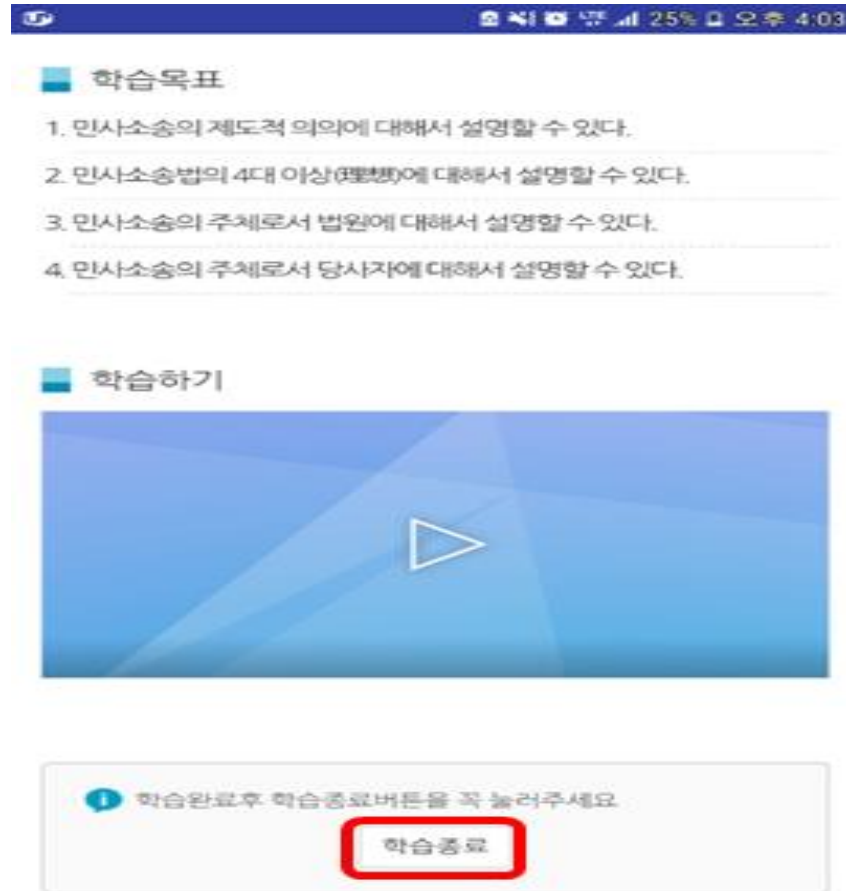 25% 오후 4:03
학습목표
1. 민사소송의 제도적 의의에 대해서 설명할 수 있다.
2. 민사소송법의 4대 이상(理想)에 대해서 설명할 수 있다.
3. 민사소송의 주체로서 법원에 대해서 설명할 수 있다.
4. 민사소송의 주체로서 당사자에 대해서 설명할 수 있다.
학습하기
학습완료후 학습종료버튼을 꼭 눌러주세요
학습종료